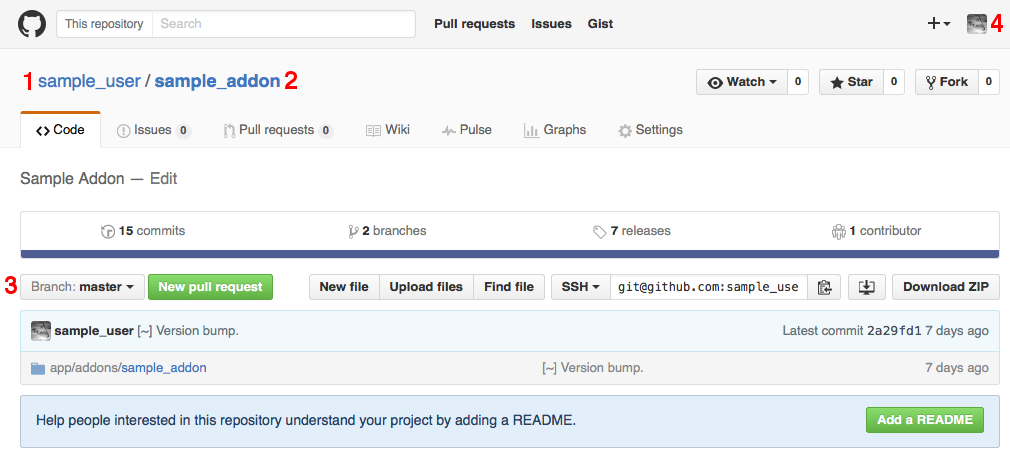 This repository Search Pull requests Issues Gist + 4
1 sample_user / sample_addon 2 Watch 0 Star 0 Fork 0
<> Code Issues 0 Pull requests 0 Wiki Pulse Graphs Settings
Sample Addon — Edit
15 commits 2 branches 7 releases 1 contributor
3 Branch: master New pull request New file Upload files Find file SSH git@github.com:sample_use Download ZIP
sample_user [~] Version bump. Latest commit 2a29fd1 7 days ago
app/addons/sample_addon [~] Version bump. 7 days ago
Help people interested in this repository understand your project by adding a README. Add a README